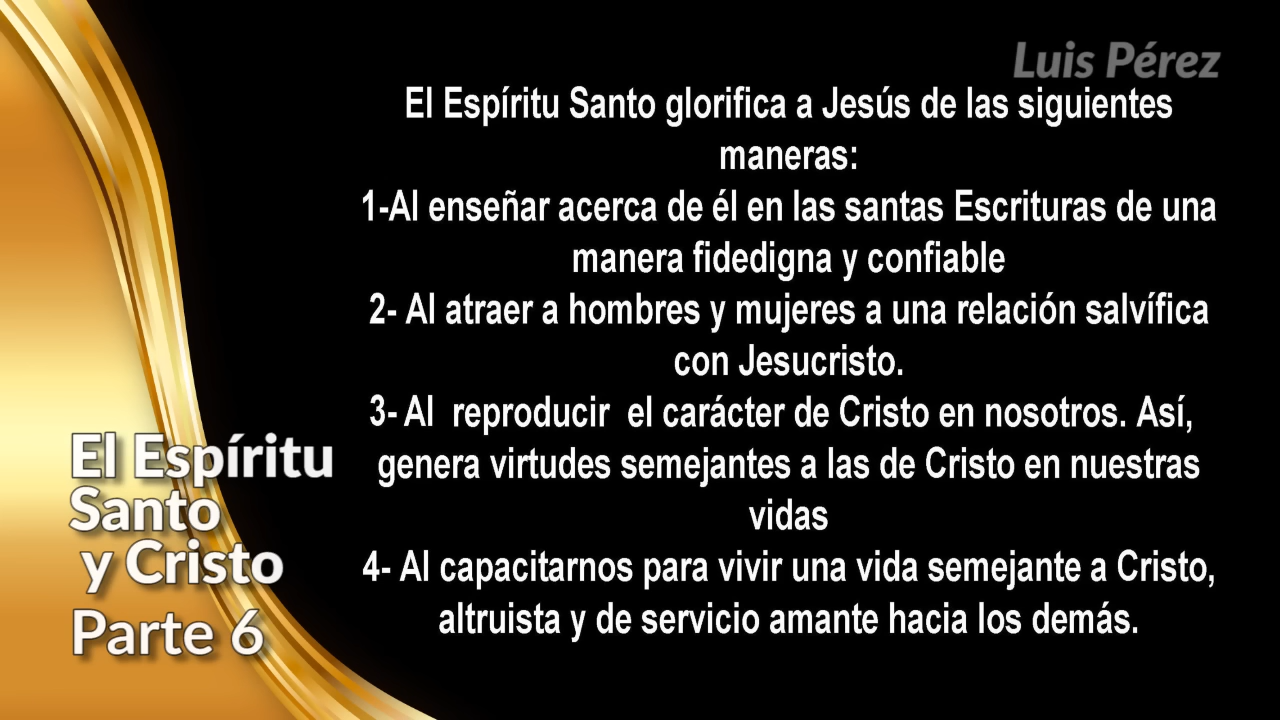 Luis Pérez
El Espíritu Santo glorifica a Jesús de las siguientes
maneras:
1-Al enseñar acerca de él en las santas Escrituras de una
manera fidedigna y confiable
2- Al atraer a hombres y mujeres a una relación salvífica
con Jesucristo.
3- Al  reproducir  el carácter de Cristo en nosotros. Así,
genera virtudes semejantes a las de Cristo en nuestras
vidas
4- Al capacitarnos para vivir una vida semejante a Cristo,
altruista y de servicio amante hacia los demás.
El Espíritu
Santo
y Cristo
Parte 6